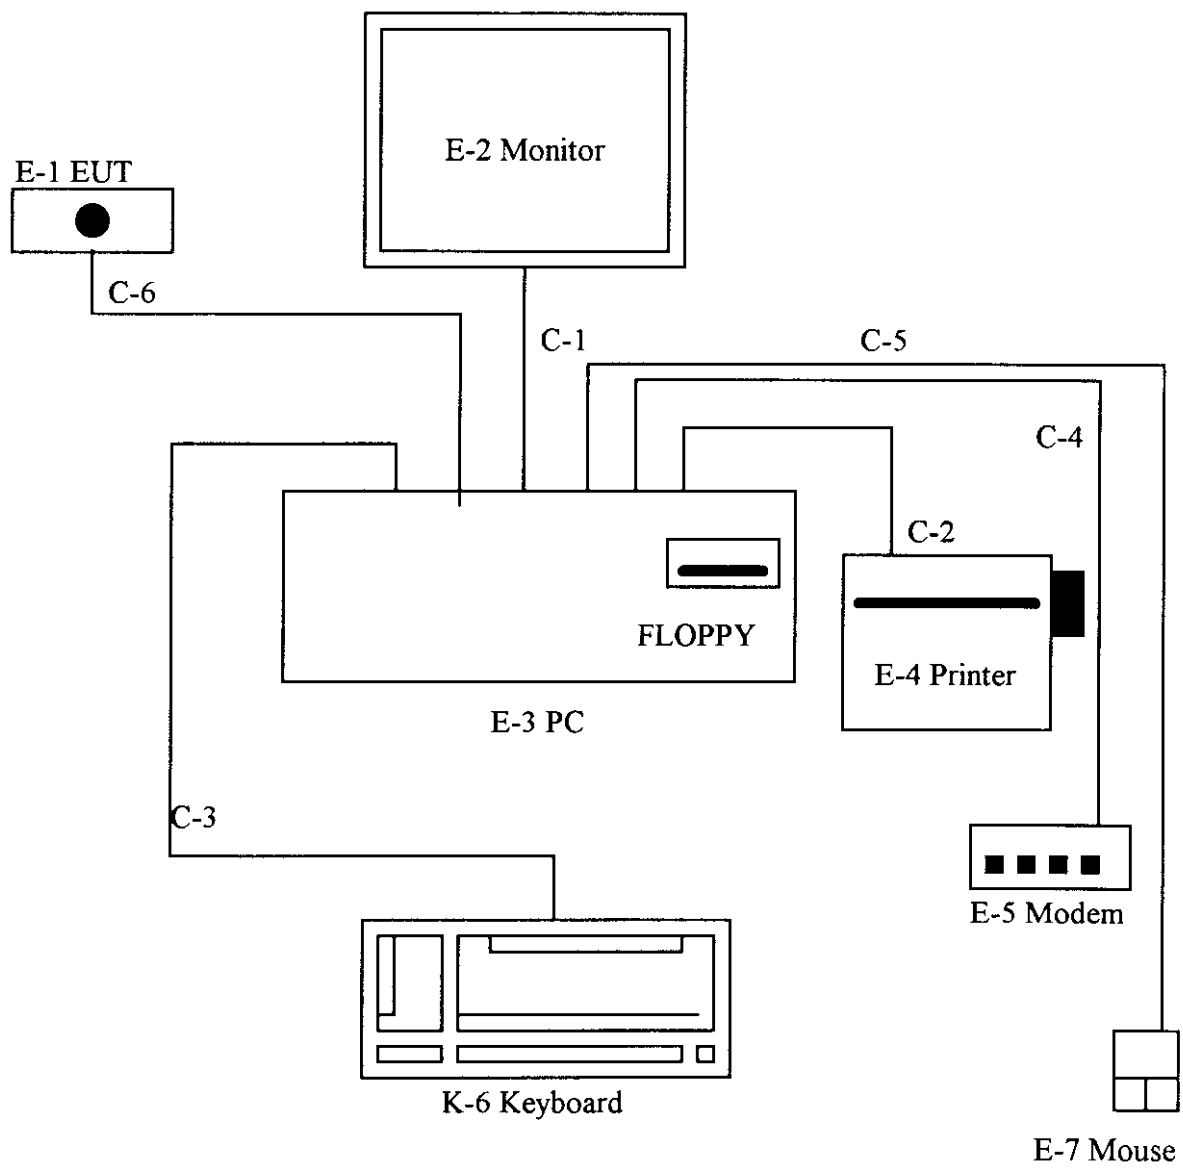 E-2 Monitor
E-1 EUT
C-6
C-1
C-5
C-4
C-2
FLOPPY
E-4 Printer
E-3 PC
C-3
E-5 Modem
K-6 Keyboard
E-7 Mouse